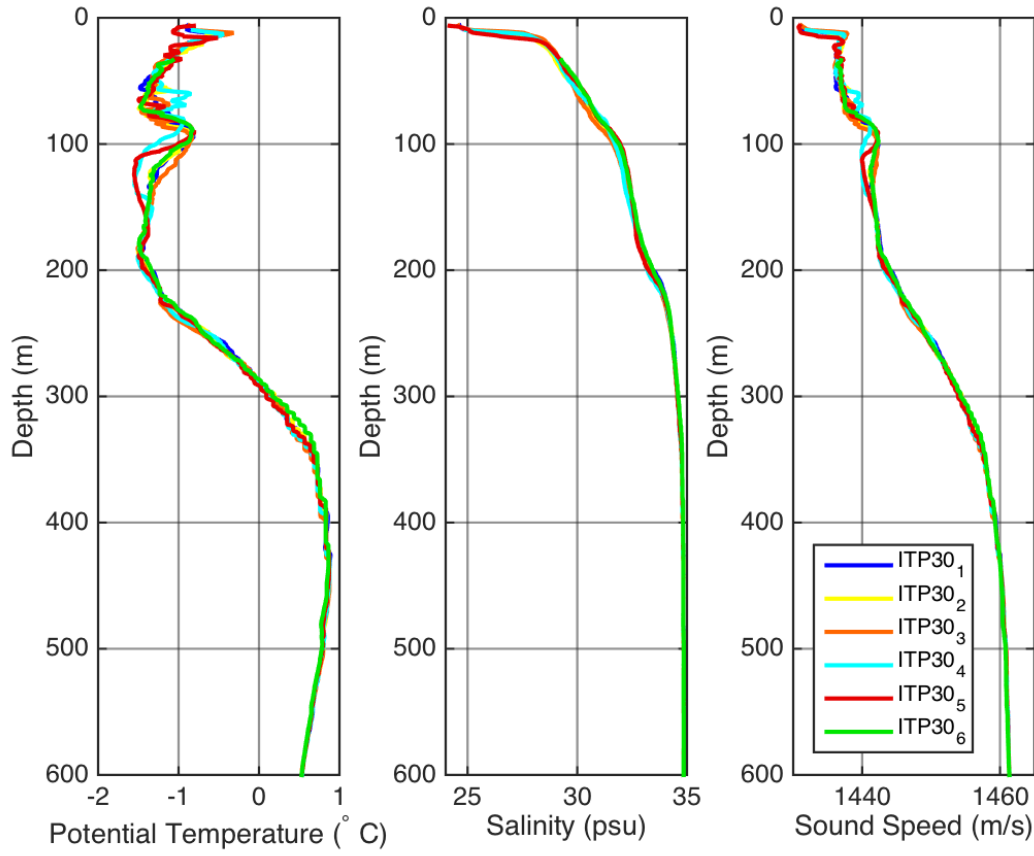 0
100
200
300
400
500
600
Depth (m)
-2 -1 0 1
Potential Temperature (° C)
0
100
200
300
400
500
600
Depth (m)
25 30 35
Salinity (psu)
0
100
200
300
400
500
600
Depth (m)
1440 1460
Sound Speed (m/s)
ITP30₁
ITP30₂
ITP30₃
ITP30₄
ITP30₅
ITP30₆